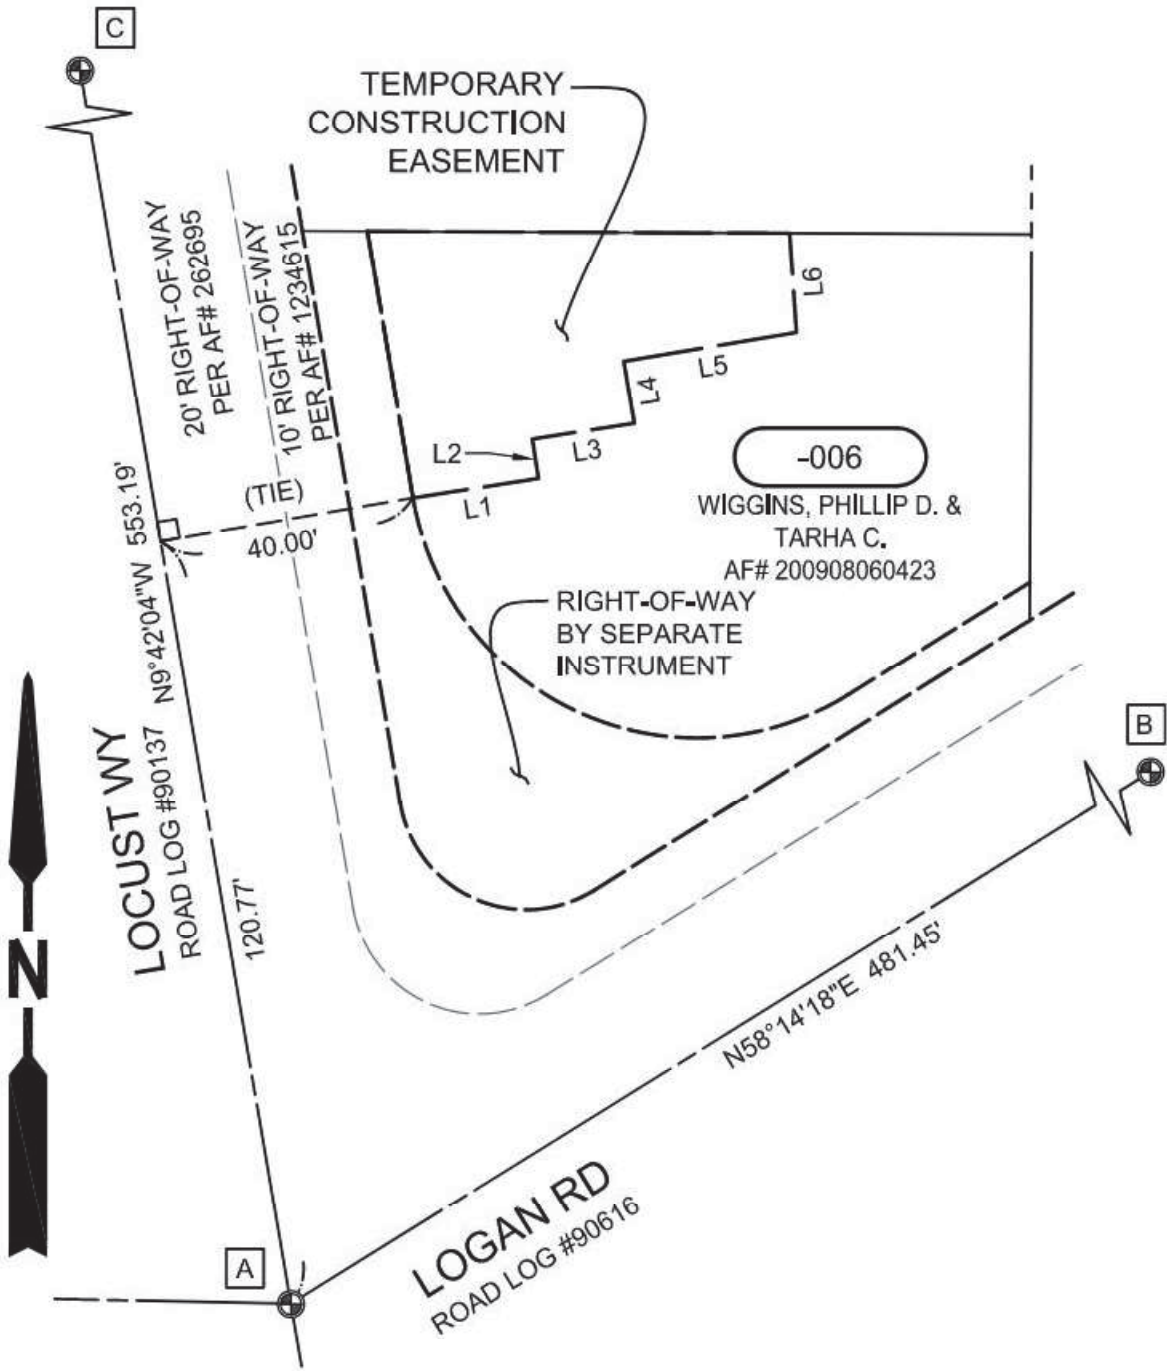 C
TEMPORARY
CONSTRUCTION
EASEMENT
20' RIGHT-OF-WAY
PER AF# 262695
10' RIGHT-OF-WAY
PER AF# 1234615
L6
L5
L4
L2
L3
L1
-006
WIGGINS, PHILLIP D. &
TARHA C.
AF# 200908060423
(TIE)
40.00'
N9°42'04"W 553.19'
RIGHT-OF-WAY
BY SEPARATE
INSTRUMENT
B
LOCUST WY
ROAD LOG #90137
120.77'
N
N58°14'18"E 481.45'
LOGAN RD
ROAD LOG #90616
A